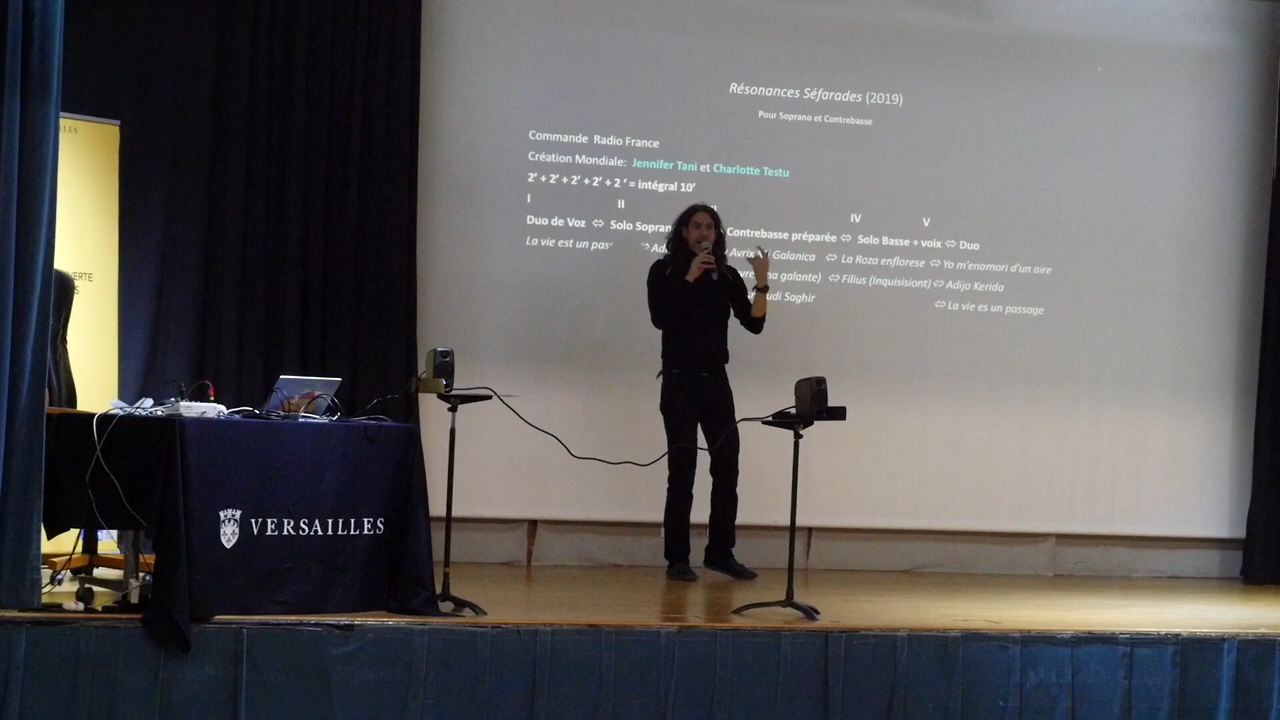 Résonances Séfarades (2019)
Pour Soprano et Contrebasse
Commande Radio France
Création Mondiale: Jennifer Tani et Charlotte Testu
2' + 2' + 2' + 2' + 2 ' = intégral 10'
I II IV V
Duo de Voz ⬄ Solo Contrebasse préparée ⬄ Solo Basse + voix ⬄ Duo
La vie est un Galanica ⬄ La Roza enflorese ⬄ Yo m'enamori d'un aire
galante) ⬄ Filius (Inquisisiont) ⬄ Adijo Kerida
Saghir ⬄ La vie es un passage
VERSAILLES